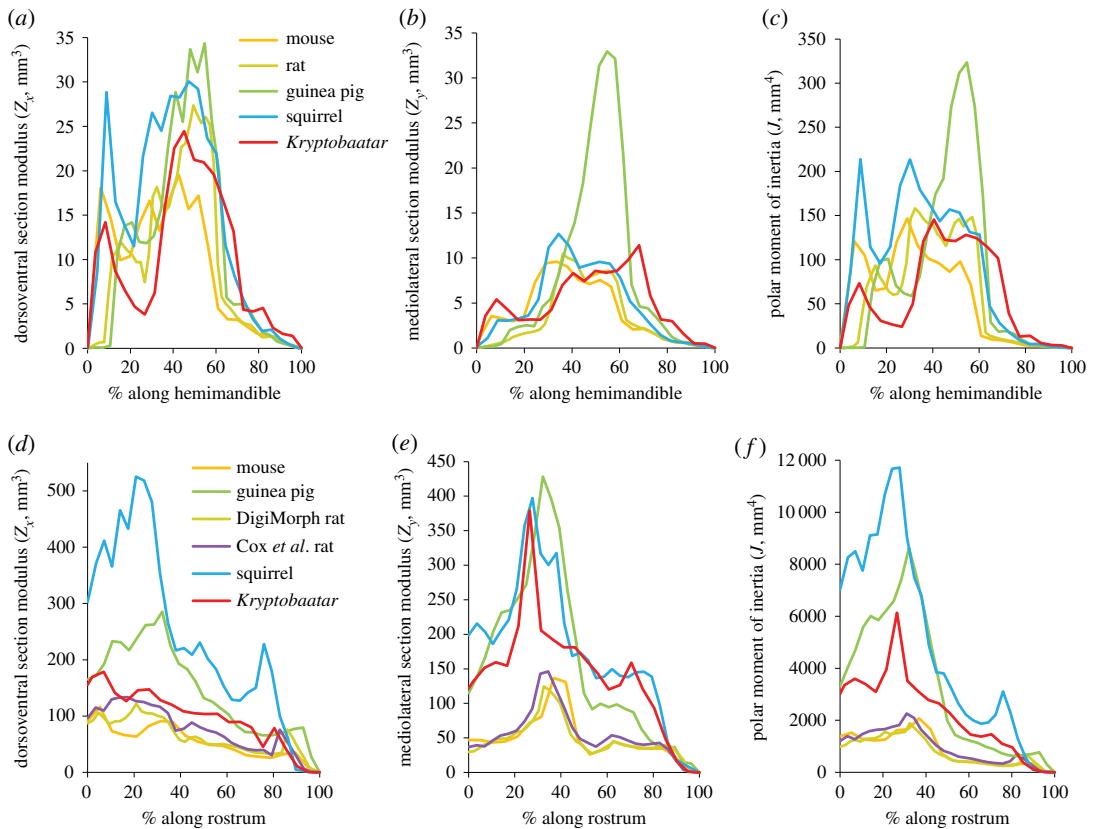 (a)
dorsoventral section modulus (Zx, mm³)
35
30
25
20
15
10
5
0
0 20 40 60 80 100
% along hemimandible
mouse
rat
guinea pig
squirrel
Kryptobaatar
(b)
mediolateral section modulus (Zy, mm³)
35
30
25
20
15
10
5
0
0 20 40 60 80 100
% along hemimandible
(c)
polar moment of inertia (J, mm⁴)
350
300
250
200
150
100
50
0
0 20 40 60 80 100
% along hemimandible
(d)
dorsoventral section modulus (Zx, mm³)
500
400
300
200
100
0
0 20 40 60 80 100
% along rostrum
mouse
guinea pig
DigiMorph rat
Cox et al. rat
squirrel
Kryptobaatar
(e)
mediolateral section modulus (Zy, mm³)
450
400
350
300
250
200
150
100
50
0
0 20 40 60 80 100
% along rostrum
(f)
polar moment of inertia (J, mm⁴)
12 000
10 000
8000
6000
4000
2000
0
0 20 40 60 80 100
% along rostrum